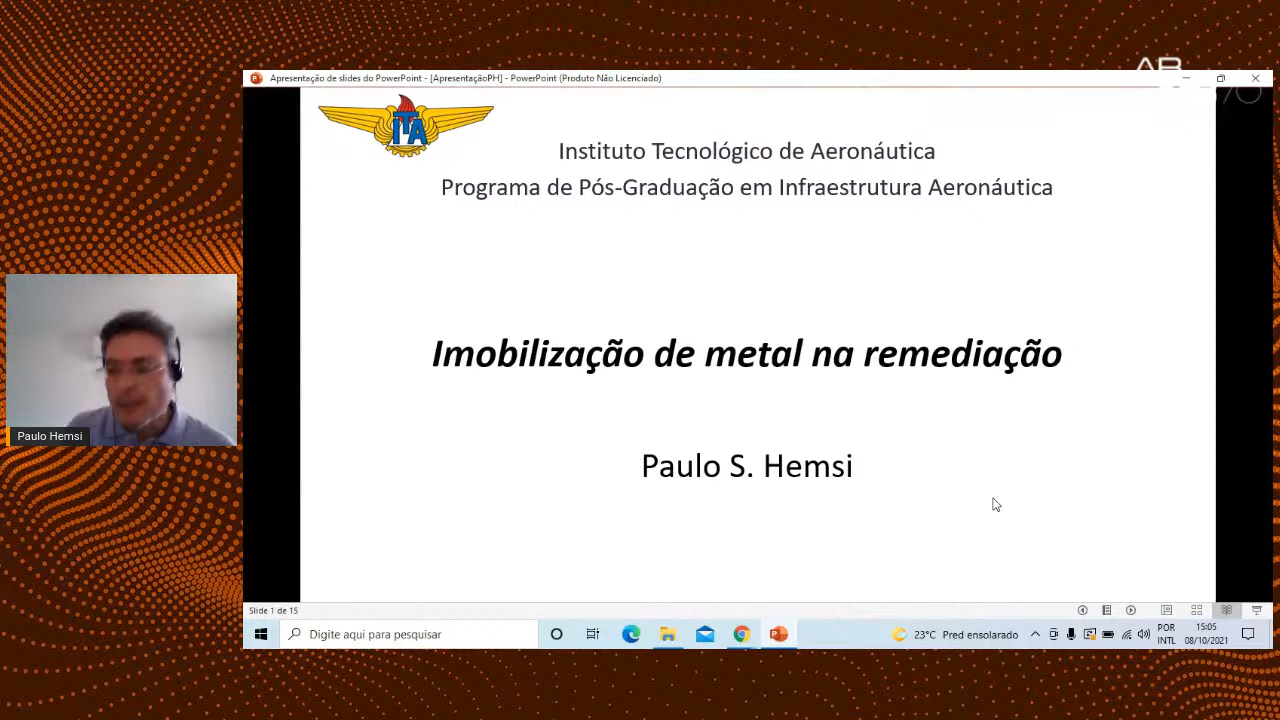 Apresentação de slides do PowerPoint - [ApresentaçãoPH] - PowerPoint (Produto Não Licenciado)
ITA
Instituto Tecnológico de Aeronáutica
Programa de Pós-Graduação em Infraestrutura Aeronáutica
Imobilização de metal na remediação
Paulo S. Hemsi
Paulo Hemsi
Slide 1 de 15
Digite aqui para pesquisar
23°C Pred ensolarado
POR
INTL
15:05
08/10/2021